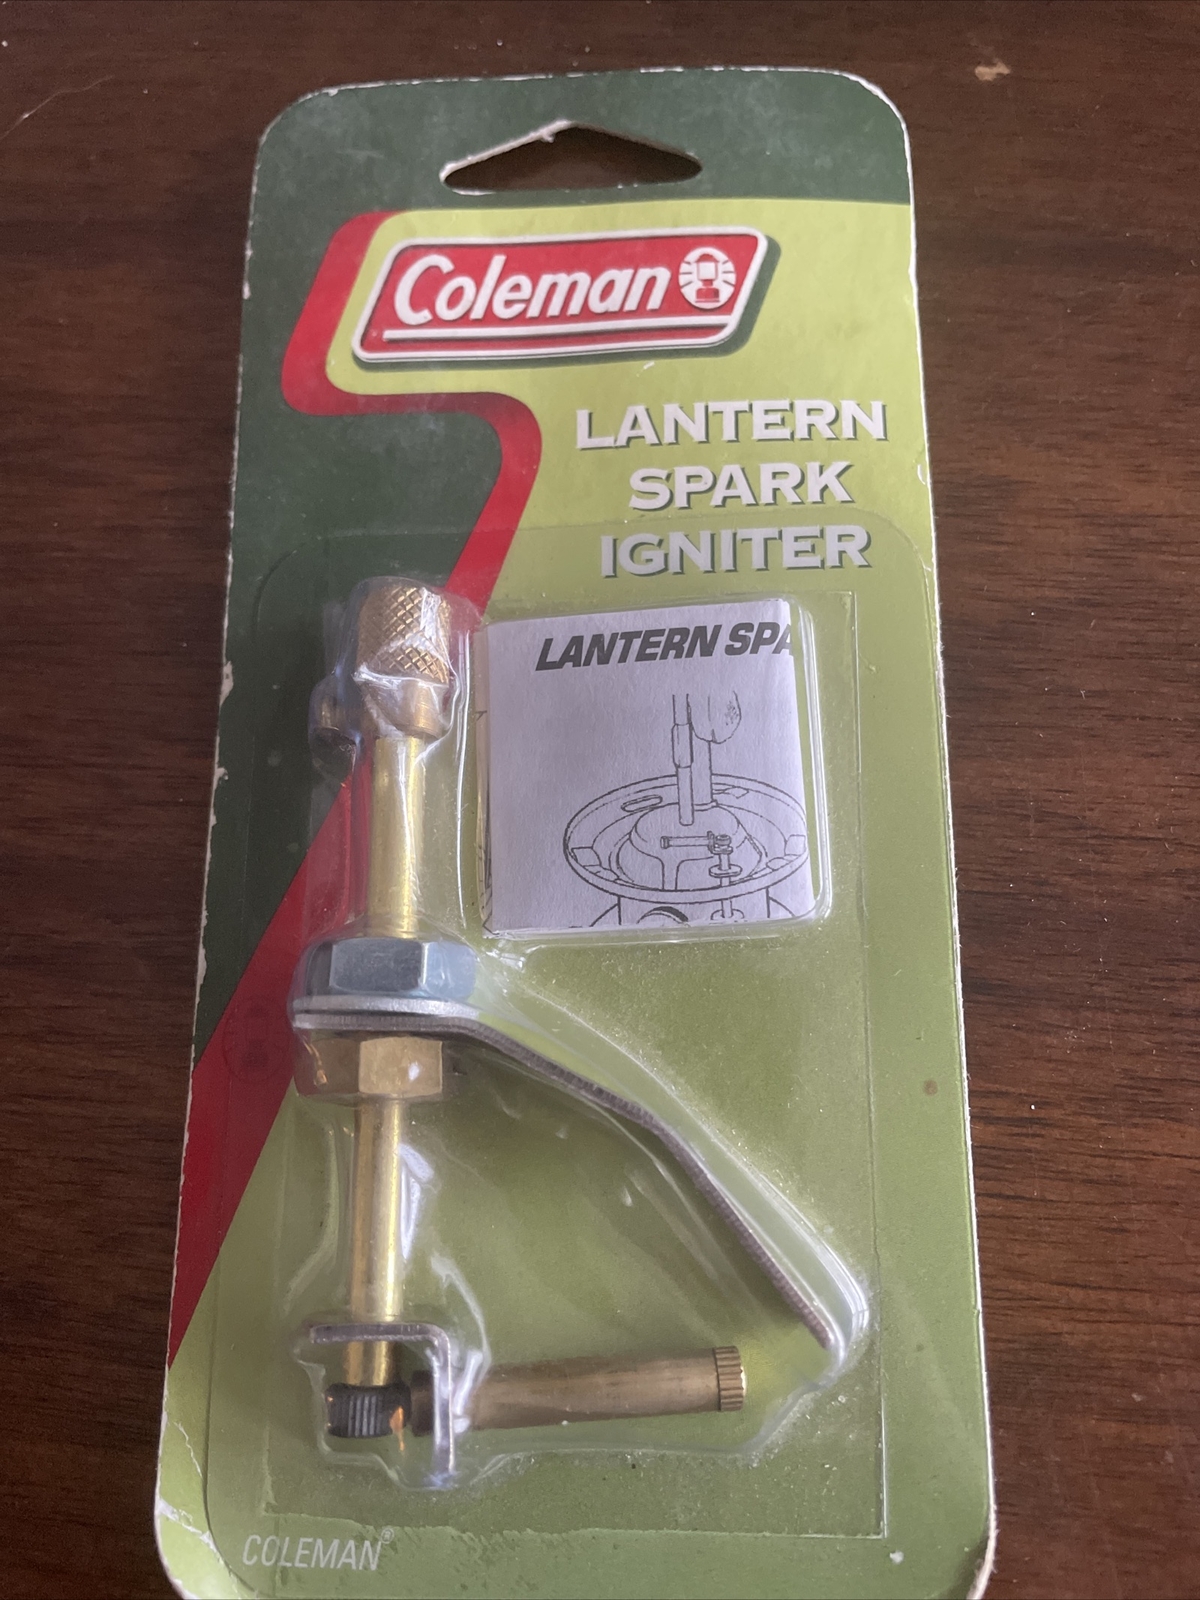 Coleman
LANTERN
SPARK
IGNITER
LANTERN SPA
COLEMAN®